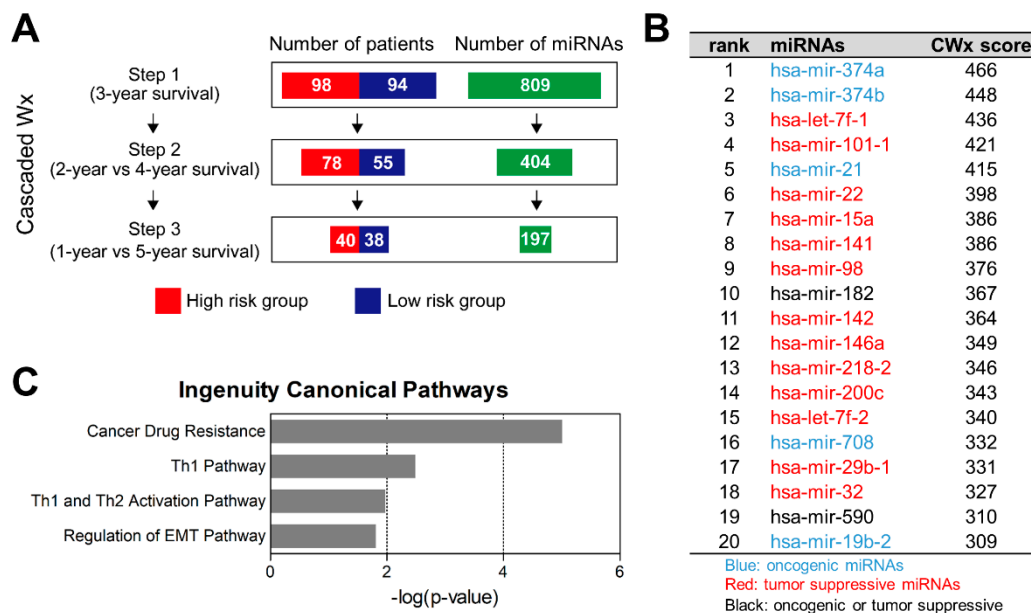 A
Cascaded Wx
Number of patients
Number of miRNAs
Step 1
(3-year survival)
98 94
809
Step 2
(2-year vs 4-year survival)
78 55
404
Step 3
(1-year vs 5-year survival)
40 38
197
High risk group
Low risk group
B
rank miRNAs CWx score
1 hsa-mir-374a 466
2 hsa-mir-374b 448
3 hsa-let-7f-1 436
4 hsa-mir-101-1 421
5 hsa-mir-21 415
6 hsa-mir-22 398
7 hsa-mir-15a 386
8 hsa-mir-141 386
9 hsa-mir-98 376
10 hsa-mir-182 367
11 hsa-mir-142 364
12 hsa-mir-146a 349
13 hsa-mir-218-2 346
14 hsa-mir-200c 343
15 hsa-let-7f-2 340
16 hsa-mir-708 332
17 hsa-mir-29b-1 331
18 hsa-mir-32 327
19 hsa-mir-590 310
20 hsa-mir-19b-2 309
Blue: oncogenic miRNAs
Red: tumor suppressive miRNAs
Black: oncogenic or tumor suppressive
C
Ingenuity Canonical Pathways
Cancer Drug Resistance
Th1 Pathway
Th1 and Th2 Activation Pathway
Regulation of EMT Pathway
0 2 4 6
-log(p-value)